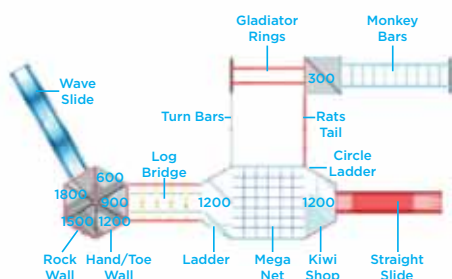 Gladiator
Rings
Monkey
Bars
300
Wave
Slide
Turn Bars
Rats
Tail
Log
Bridge
Circle
Ladder
600
1800
900
1200
1200
1500
1200
Rock
Wall
Hand/Toe
Wall
Ladder
Mega
Net
Kiwi
Shop
Straight
Slide